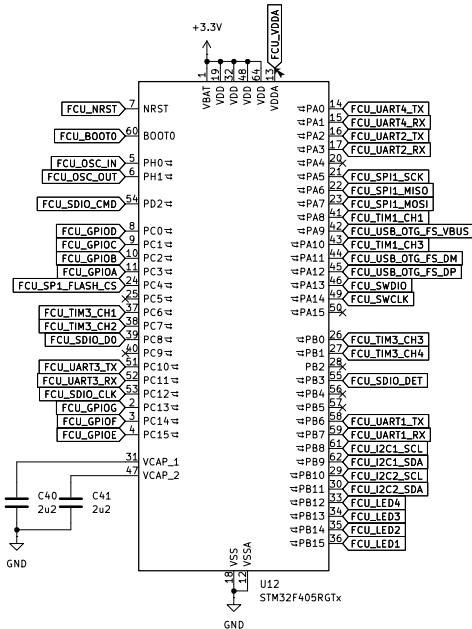 +3.3V
FCU_VDDA
1 19 32 48 64 13
VBAT VDD VDD VDD VDD VDDA
FCU_NRST 7 NRST
FCU_BOOT0 60 BOOT0
FCU_OSC_IN 5 PH0
FCU_OSC_OUT 6 PH1
FCU_SDIO_CMD 54 PD2
FCU_GPIOD 8 PC0
FCU_GPIOC 9 PC1
FCU_GPIOB 10 PC2
FCU_GPIOA 11 PC3
FCU_SP1_FLASH_CS 24 PC4
25 PC5
FCU_TIM3_CH1 37 PC6
FCU_TIM3_CH2 38 PC7
FCU_SDIO_D0 39 PC8
40 PC9
FCU_UART3_TX 51 PC10
FCU_UART3_RX 52 PC11
FCU_SDIO_CLK 53 PC12
FCU_GPIOG 2 PC13
FCU_GPIOF 3 PC14
FCU_GPIOE 4 PC15
31 VCAP_1
47 VCAP_2
C40
2u2
C41
2u2
GND
PA0 14 FCU_UART4_TX
PA1 15 FCU_UART4_RX
PA2 16 FCU_UART2_TX
PA3 17 FCU_UART2_RX
PA4 20
PA5 21 FCU_SPI1_SCK
PA6 22 FCU_SPI1_MISO
PA7 23 FCU_SPI1_MOSI
PA8 41 FCU_TIM1_CH1
PA9 42 FCU_USB_OTG_FS_VBUS
PA10 43 FCU_TIM1_CH3
PA11 44 FCU_USB_OTG_FS_DM
PA12 45 FCU_USB_OTG_FS_DP
PA13 46 FCU_SWDIO
PA14 49 FCU_SWCLK
PA15 50
PB0 26 FCU_TIM3_CH3
PB1 27 FCU_TIM3_CH4
PB2 28
PB3 55 FCU_SDIO_DET
PB4 56
PB5 57
PB6 58 FCU_UART1_TX
PB7 59 FCU_UART1_RX
PB8 61 FCU_I2C1_SCL
PB9 62 FCU_I2C1_SDA
PB10 29 FCU_I2C2_SCL
PB11 30 FCU_I2C2_SDA
PB12 33 FCU_LED4
PB13 34 FCU_LED3
PB14 35 FCU_LED2
PB15 36 FCU_LED1
VSS VSSA
18 12
U12
STM32F405RGTx
GND